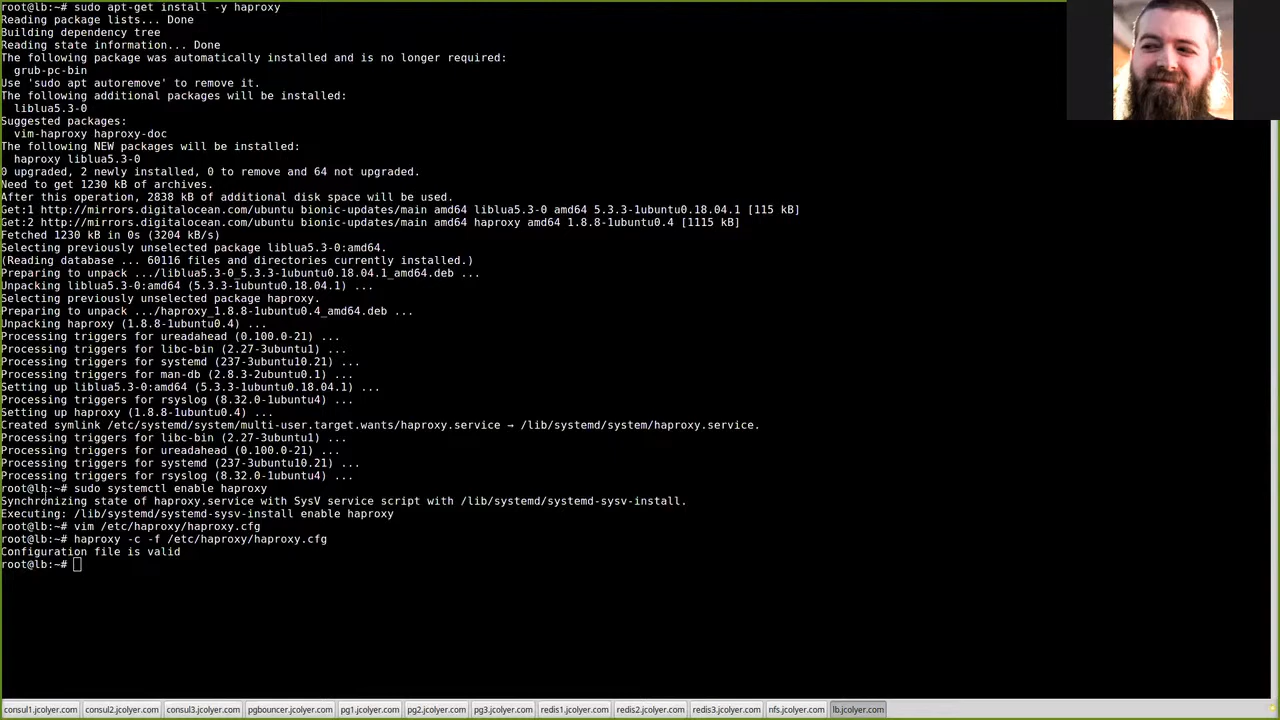 root@lb:~# sudo apt-get install -y haproxy
Reading package lists... Done
Building dependency tree
Reading state information... Done
The following package was automatically installed and is no longer required:
  grub-pc-bin
Use 'sudo apt autoremove' to remove it.
The following additional packages will be installed:
  liblua5.3-0
Suggested packages:
  vim-haproxy haproxy-doc
The following NEW packages will be installed:
  haproxy liblua5.3-0
0 upgraded, 2 newly installed, 0 to remove and 64 not upgraded.
Need to get 1230 kB of archives.
After this operation, 2838 kB of additional disk space will be used.
Get:1 http://mirrors.digitalocean.com/ubuntu bionic-updates/main amd64 liblua5.3-0 amd64 5.3.3-1ubuntu0.18.04.1 [115 kB]
Get:2 http://mirrors.digitalocean.com/ubuntu bionic-updates/main amd64 haproxy amd64 1.8.8-1ubuntu0.4 [1115 kB]
Fetched 1230 kB in 0s (3204 kB/s)
Selecting previously unselected package liblua5.3-0:amd64.
(Reading database ... 60116 files and directories currently installed.)
Preparing to unpack .../liblua5.3-0_5.3.3-1ubuntu0.18.04.1_amd64.deb ...
Unpacking liblua5.3-0:amd64 (5.3.3-1ubuntu0.18.04.1) ...
Selecting previously unselected package haproxy.
Preparing to unpack .../haproxy_1.8.8-1ubuntu0.4_amd64.deb ...
Unpacking haproxy (1.8.8-1ubuntu0.4) ...
Processing triggers for ureadahead (0.100.0-21) ...
Processing triggers for libc-bin (2.27-3ubuntu1) ...
Processing triggers for systemd (237-3ubuntu10.21) ...
Processing triggers for man-db (2.8.3-2ubuntu0.1) ...
Setting up liblua5.3-0:amd64 (5.3.3-1ubuntu0.18.04.1) ...
Processing triggers for rsyslog (8.32.0-1ubuntu4) ...
Setting up haproxy (1.8.8-1ubuntu0.4) ...
Created symlink /etc/systemd/system/multi-user.target.wants/haproxy.service → /lib/systemd/system/haproxy.service.
Processing triggers for libc-bin (2.27-3ubuntu1) ...
Processing triggers for ureadahead (0.100.0-21) ...
Processing triggers for systemd (237-3ubuntu10.21) ...
Processing triggers for rsyslog (8.32.0-1ubuntu4) ...
root@lb:~# sudo systemctl enable haproxy
Synchronizing state of haproxy.service with SysV service script with /lib/systemd/systemd-sysv-install.
Executing: /lib/systemd/systemd-sysv-install enable haproxy
root@lb:~# vim /etc/haproxy/haproxy.cfg
root@lb:~# haproxy -c -f /etc/haproxy/haproxy.cfg
Configuration file is valid
root@lb:~#
consul1.jcolyer.com consul2.jcolyer.com consul3.jcolyer.com pgbouncer.jcolyer.com pg1.jcolyer.com pg2.jcolyer.com pg3.jcolyer.com redis1.jcolyer.com redis2.jcolyer.com redis3.jcolyer.com nfs.jcolyer.com lb.jcolyer.com